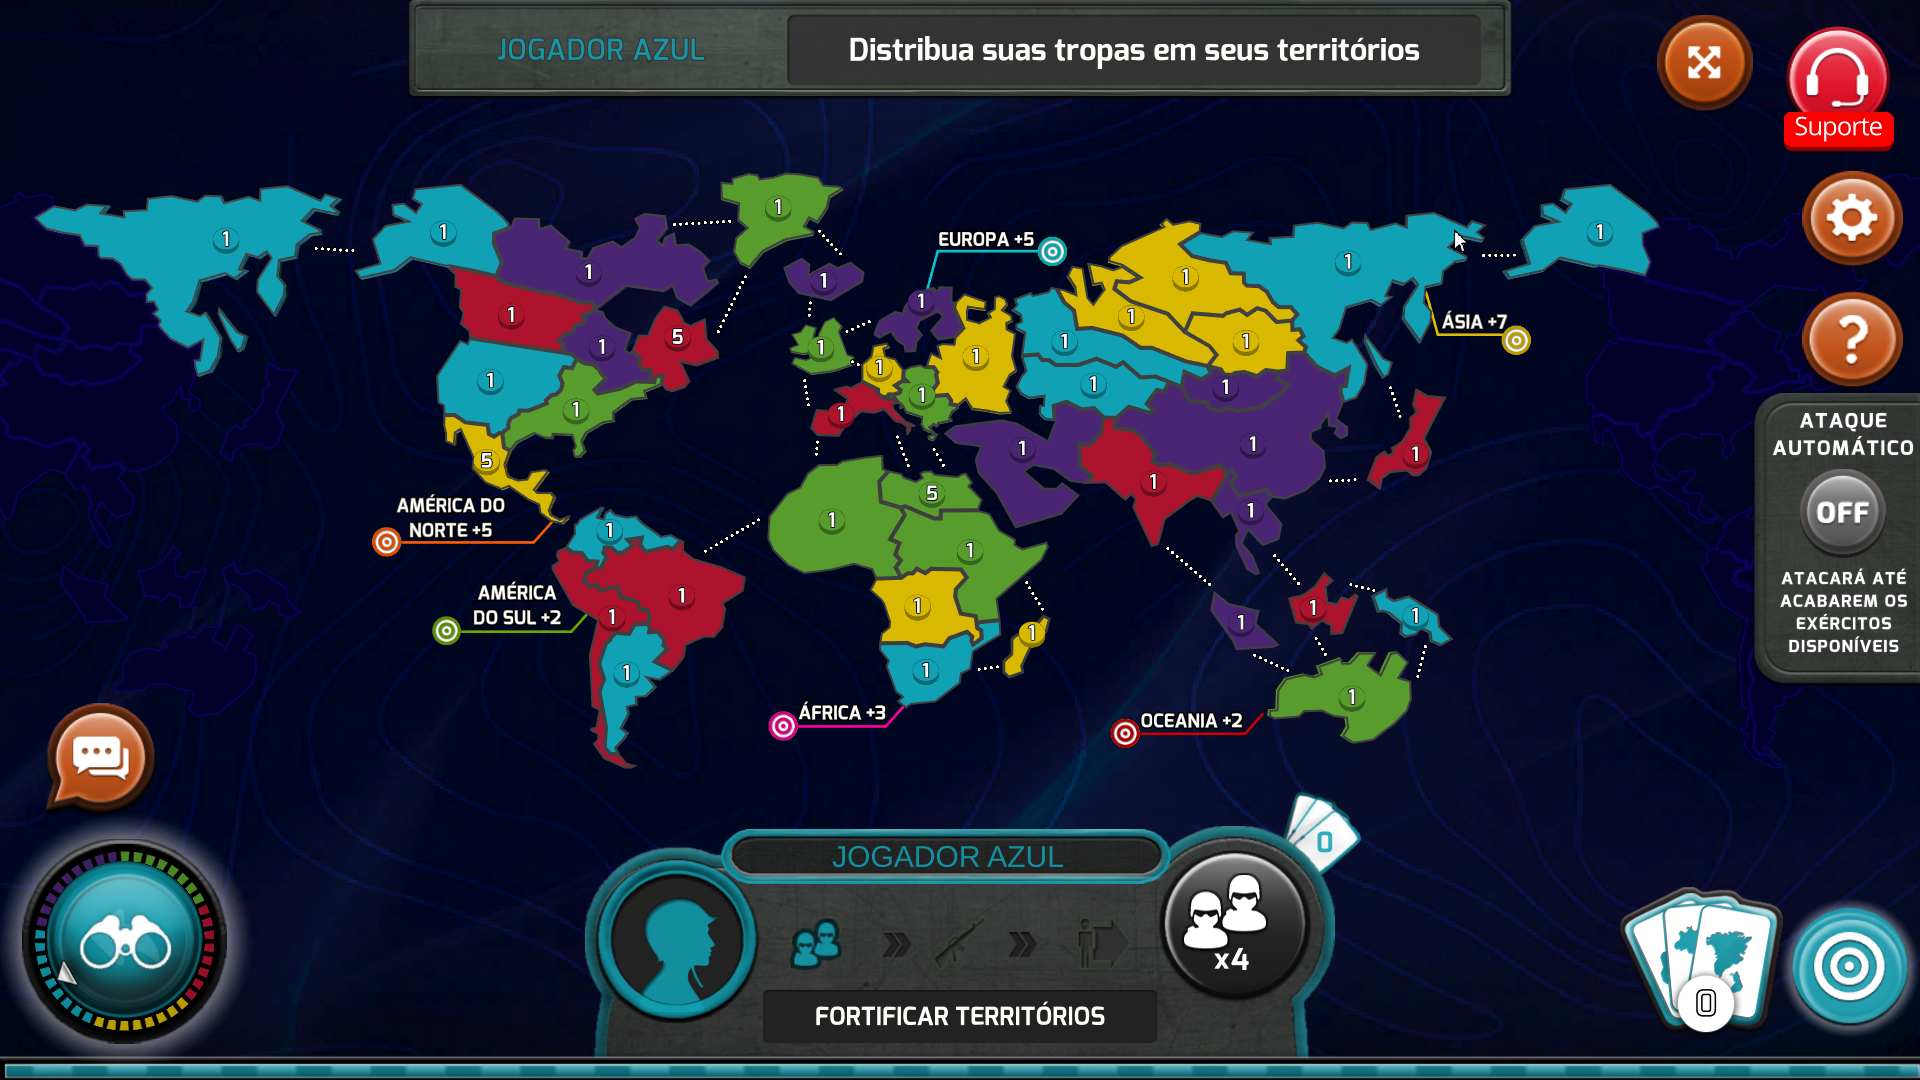 JOGADOR AZUL
Distribua suas tropas em seus territórios
Suporte
1
1
1
1
1
EUROPA +5
1
1
1
1
1
1
1
5
1
1
1
1
1
1
ÁSIA +7
1
1
1
1
1
1
1
1
5
1
1
1
1
1
ATAQUE
AUTOMÁTICO
OFF
ATACARÁ ATÉ
ACABAREM OS
EXÉRCITOS
DISPONÍVEIS
5
1
1
1
1
1
AMÉRICA DO
NORTE +5
AMÉRICA
DO SUL +2
1
1
1
1
1
1
1
1
1
1
ÁFRICA +3
OCEANIA +2
0
JOGADOR AZUL
x4
FORTIFICAR TERRITÓRIOS
0